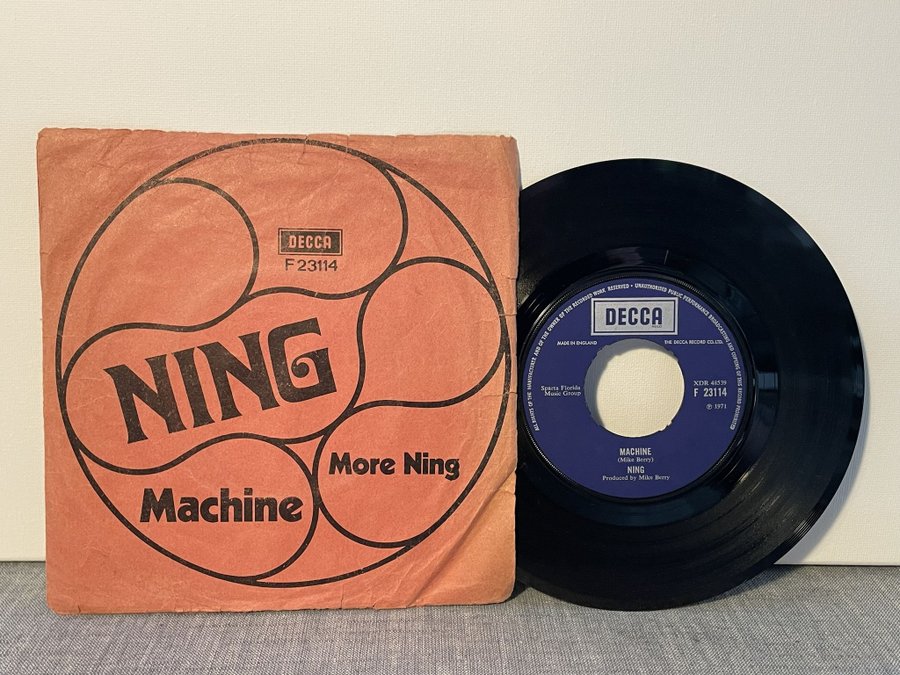 DECCA
F 23114
NING
More Ning
Machine
ALL RIGHTS OF THE MANUFACTURER AND OF THE OWNER OF THE RECORDED WORK RESERVED • UNAUTHORISED PUBLIC PERFORMANCE BROADCASTING AND COPYING OF THIS RECORD PROHIBITED
DECCA
MADE IN ENGLAND
THE DECCA RECORD CO. LTD.
Sparta Florida
Music Group
XDR 48539
F 23114
℗ 1971
MACHINE
(Mike Berry)
NING
Produced by Mike Berry